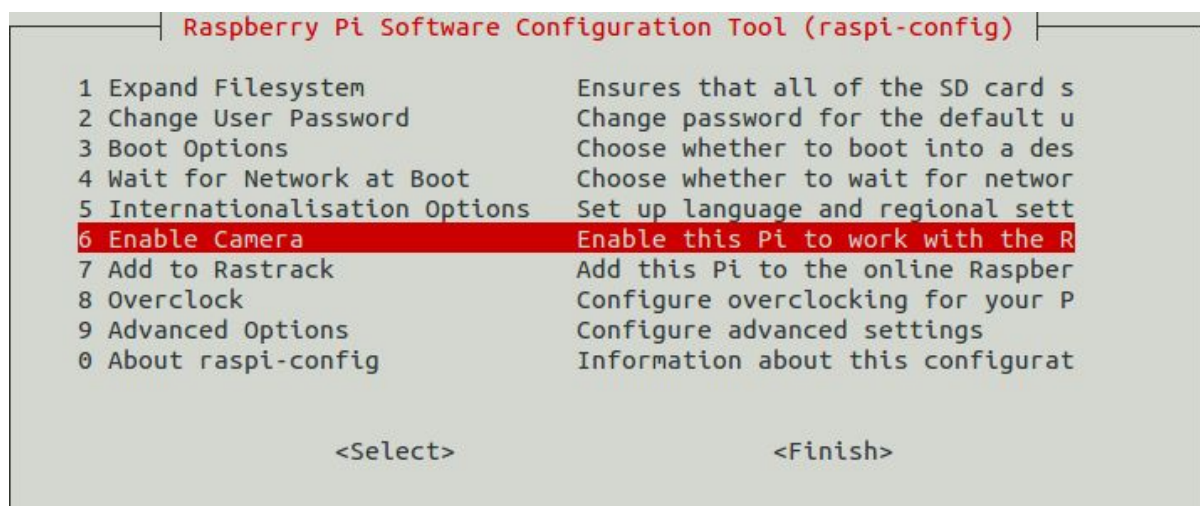 Raspberry Pi Software Configuration Tool (raspi-config)
1 Expand Filesystem Ensures that all of the SD card s
2 Change User Password Change password for the default u
3 Boot Options Choose whether to boot into a des
4 Wait for Network at Boot Choose whether to wait for networ
5 Internationalisation Options Set up language and regional sett
6 Enable Camera Enable this Pi to work with the R
7 Add to Rastrack Add this Pi to the online Raspber
8 Overclock Configure overclocking for your P
9 Advanced Options Configure advanced settings
0 About raspi-config Information about this configurat
<Select> <Finish>